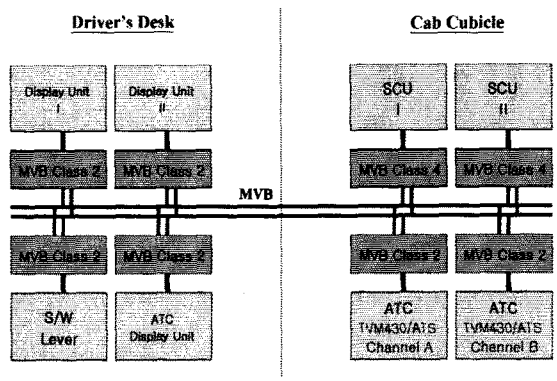 Driver's Desk
Cab Cubicle
Display Unit
I
Display Unit
II
SCU
I
SCU
II
MVB Class 2
MVB Class 2
MVB Class 4
MVB Class 4
MVB
MVB Class 2
MVB Class 2
MVB Class 2
MVB Class 2
S/W
Lever
ATC
Display Unit
ATC
TVM430/ATS
Channel A
ATC
TVM430/ATS
Channel B